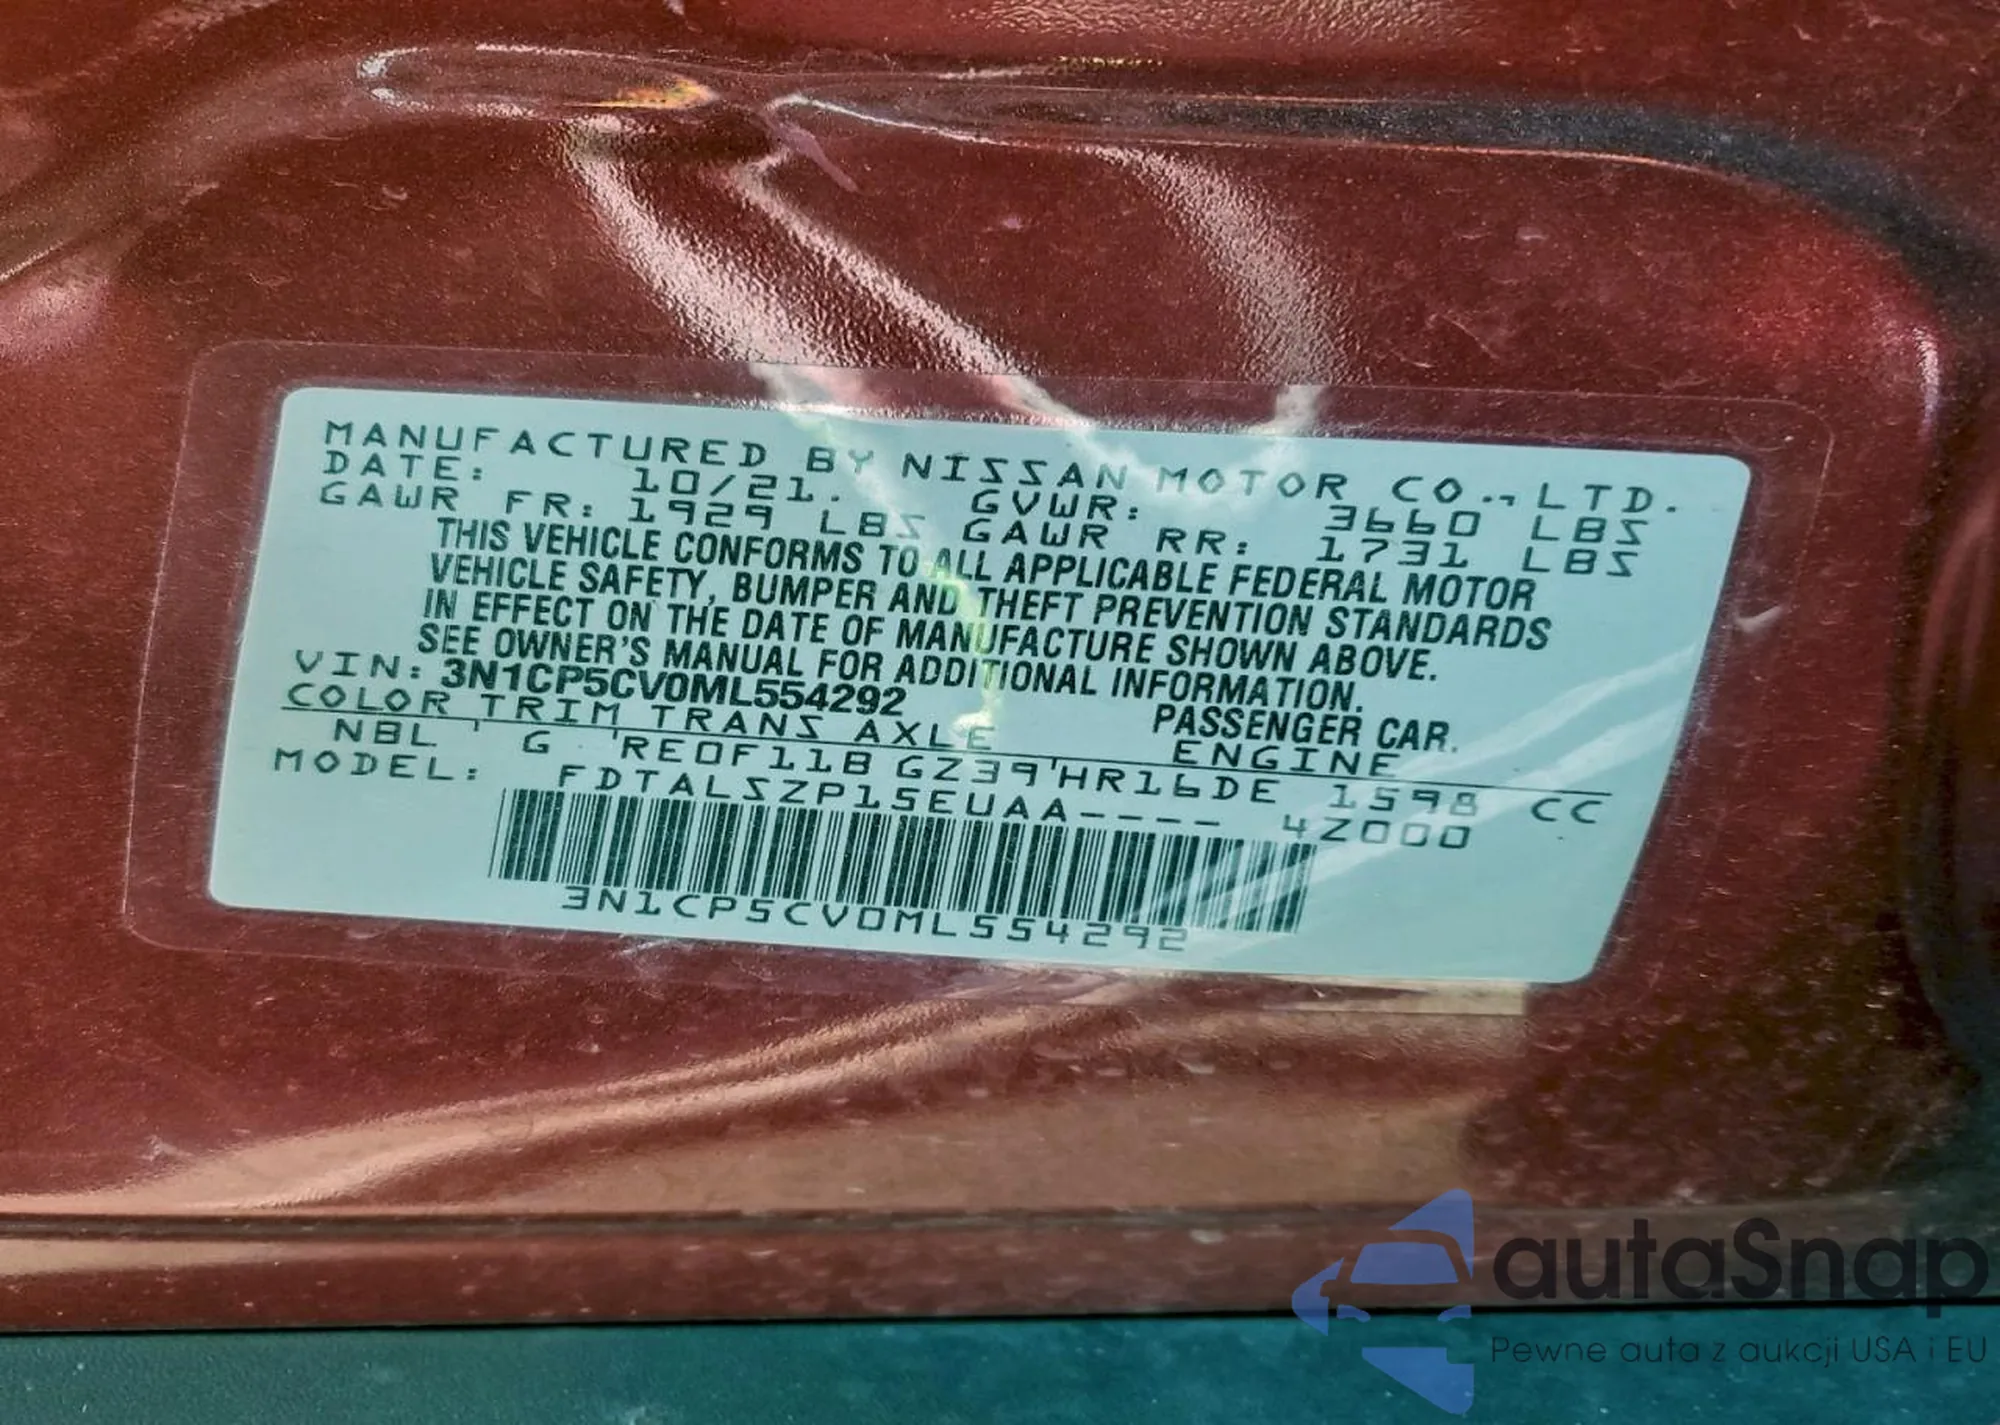 MANUFACTURED BY NISSAN MOTOR CO., LTD.
DATE: 10/21. GVWR: 3660 LBS
GAWR FR: 1929 LBS GAWR RR: 1731 LBS
THIS VEHICLE CONFORMS TO ALL APPLICABLE FEDERAL MOTOR
VEHICLE SAFETY, BUMPER AND THEFT PREVENTION STANDARDS
IN EFFECT ON THE DATE OF MANUFACTURE SHOWN ABOVE.
SEE OWNER'S MANUAL FOR ADDITIONAL INFORMATION.
VIN: 3N1CP5CV0ML554292 PASSENGER CAR.
COLOR TRIM TRANS AXLE ENGINE
NBL G RE0F11B GZ39 HR16DE 1598 CC
MODEL: FDTALSZP15EUAA---- 4Z000
3N1CP5CV0ML554292
autaSnap
Pewne auta z aukcji USA i EU